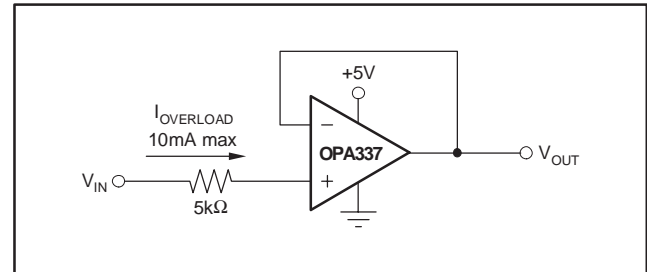 +5V
I_OVERLOAD
10mA max
−
OPA337
V_OUT
V_IN
+
5kΩ